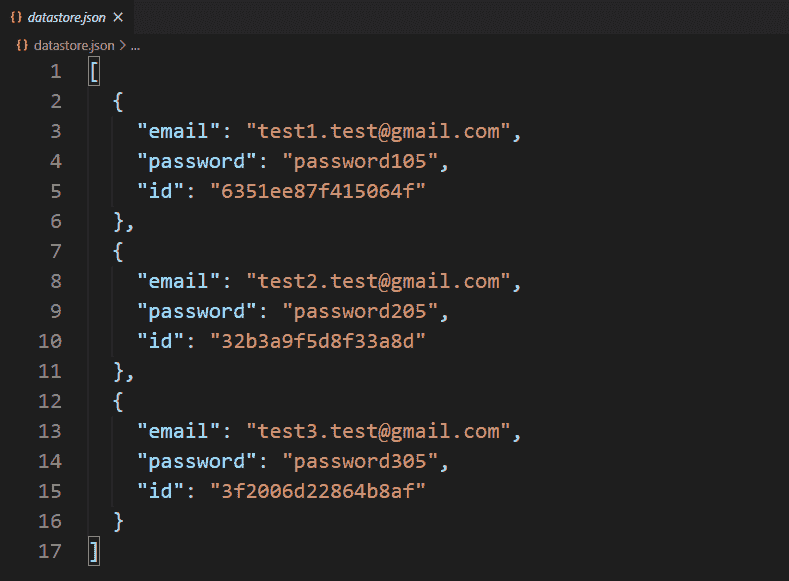 {} datastore.json ×
{} datastore.json > ...
1 [
2 {
3 "email": "test1.test@gmail.com",
4 "password": "password105",
5 "id": "6351ee87f415064f"
6 },
7 {
8 "email": "test2.test@gmail.com",
9 "password": "password205",
10 "id": "32b3a9f5d8f33a8d"
11 },
12 {
13 "email": "test3.test@gmail.com",
14 "password": "password305",
15 "id": "3f2006d22864b8af"
16 }
17 ]